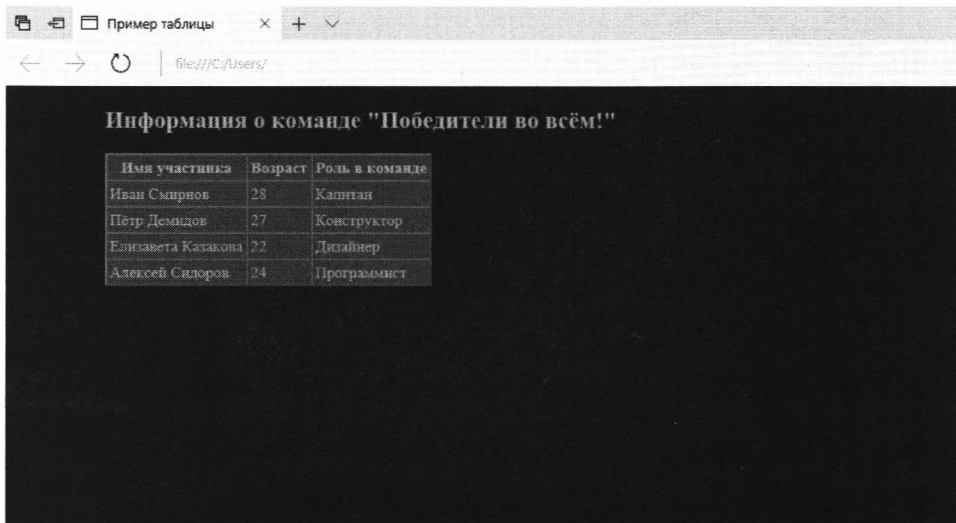 Пример таблицы
file:///C:/Users/
Информация о команде "Победители во всём!"
Имя участника Возраст Роль в команде
Иван Смирнов 28 Капитан
Пётр Демидов 27 Конструктор
Елизавета Казакова 22 Дизайнер
Алексей Сидоров 24 Программист